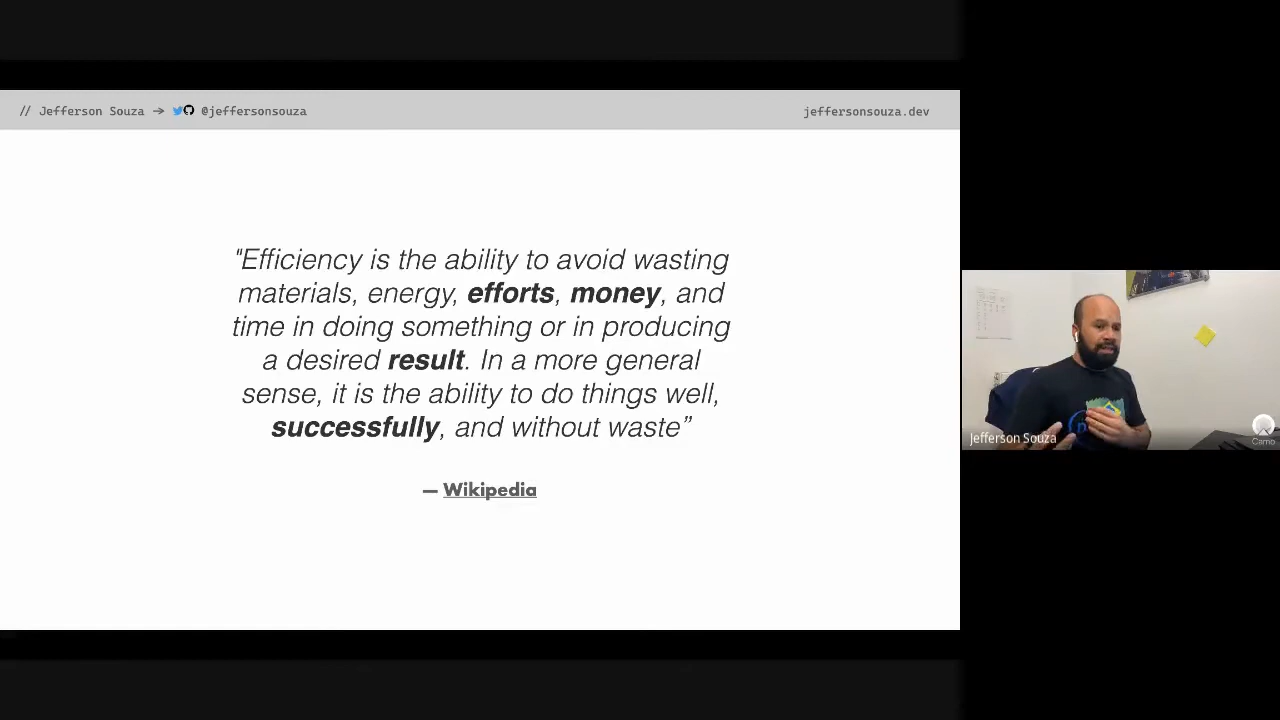 // Jefferson Souza → @jeffersonsouza
jeffersonsouza.dev
"Efficiency is the ability to avoid wasting
materials, energy, efforts, money, and
time in doing something or in producing
a desired result. In a more general
sense, it is the ability to do things well,
successfully, and without waste”
— Wikipedia
Jefferson Souza
Camo